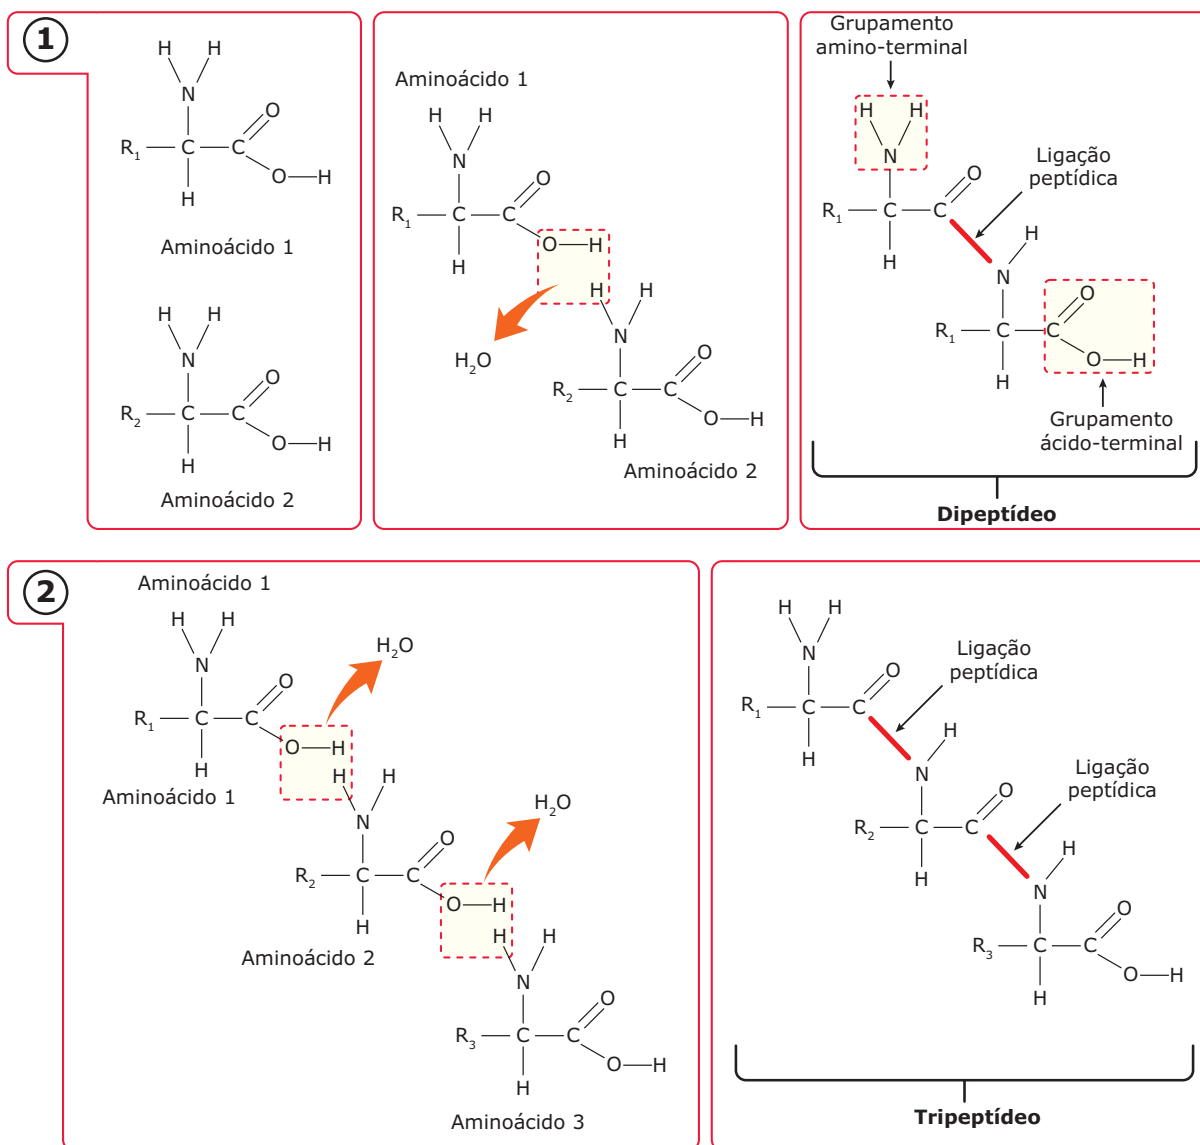 1
H H
N
O
R₁ C C
O H
H
Aminoácido 1
H H
N
O
R₂ C C
O H
H
Aminoácido 2
Aminoácido 1
H H
N
O
R₁ C C
O H
H
H H
H₂O
N
O
R₂ C C
O H
H
Aminoácido 2
Grupamento
amino-terminal
H H
N
Ligação
peptídica
O
R₁ C C
H
H
N
O
R₁ C C
O H
H
Grupamento
ácido-terminal
Dipeptídeo
2
Aminoácido 1
H H
H₂O
N
O
R₁ C C
O H
H
H H
Aminoácido 1
H₂O
N
O
R₂ C C
O H
H
H H
Aminoácido 2
N
O
R₃ C C
O H
H
Aminoácido 3
H H
N
Ligação
peptídica
O
R₁ C C
H
H
N
Ligação
peptídica
O
R₂ C C
H
H
N
O
R₃ C C
O H
H
Tripeptídeo